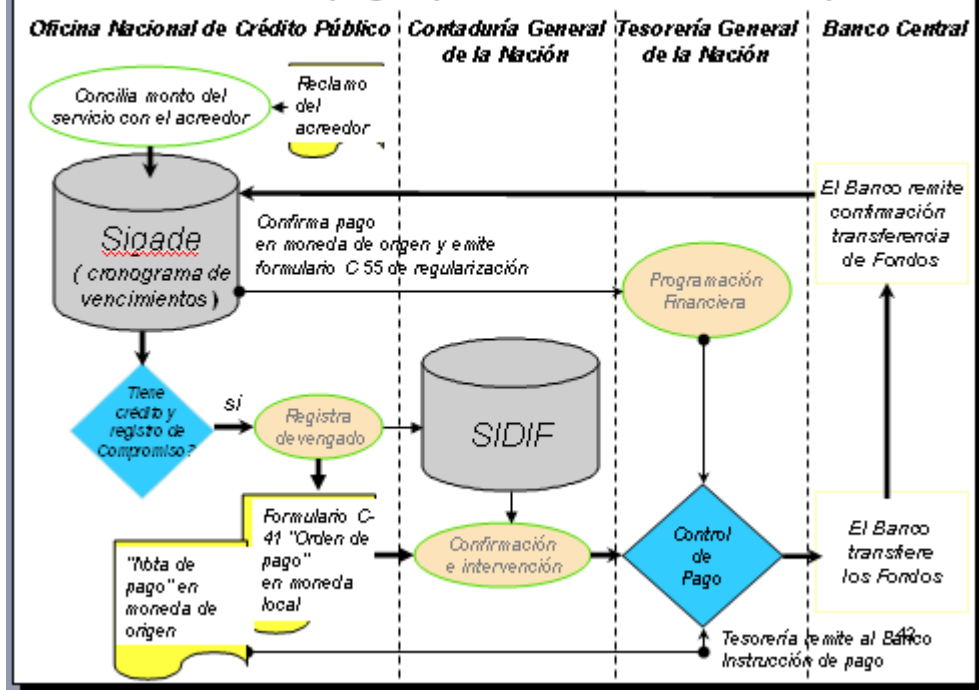 Oficina Nacional de Crédito Público
Contaduría General
de la Nación
Tesorería General
de la Nación
Banco Central
Concilia monto del
servicio con el acreedor
Reclamo
del
acreedor
Sigade
( cronograma de
vencimientos )
Confirma pago
en moneda de origen y emite
formulario C 55 de regularización
Programación
Financiera
El Banco remite
confirmación
transferencia
de Fondos
Tiene
crédito y
registro de
Compromiso?
sí
Registra
devengado
SIDIF
Formulario C-
41 "Orden de
pago"
en moneda
local
"Nota de
pago" en
moneda de
origen
Confirmación
e intervención
Control
de
Pago
El Banco
transfiere
los Fondos
Tesorería remite al Banco
Instrucción de pago
42